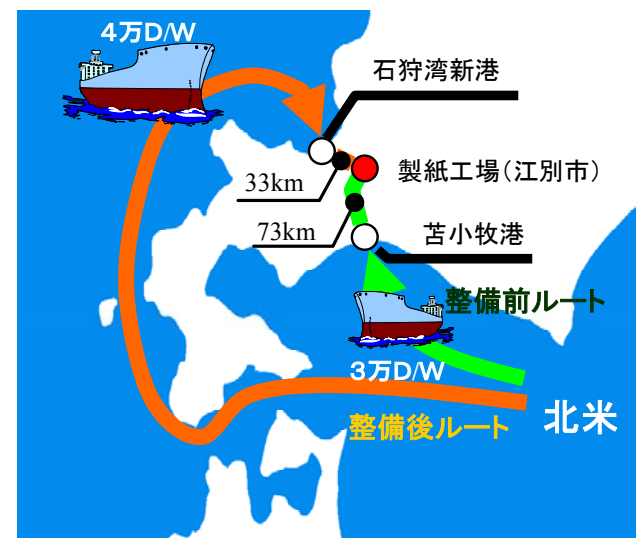 4万D/W
石狩湾新港
製紙工場（江別市）
33km
73km
苫小牧港
整備前ルート
3万D/W
整備後ルート
北米